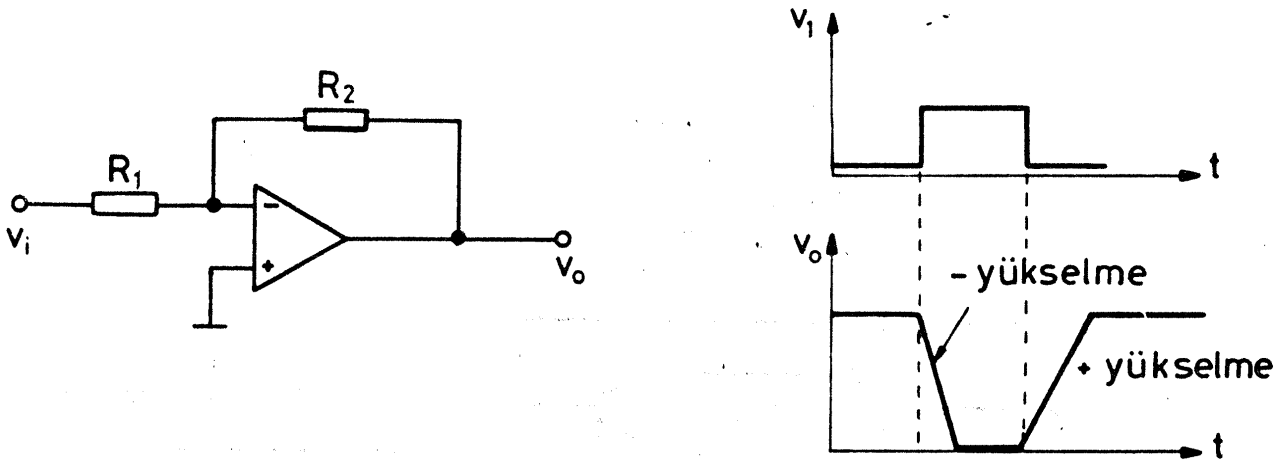 R₂
R₁
-
+
vᵢ
vₒ
v₁
t
vₒ
- yükselme
+ yükselme
t